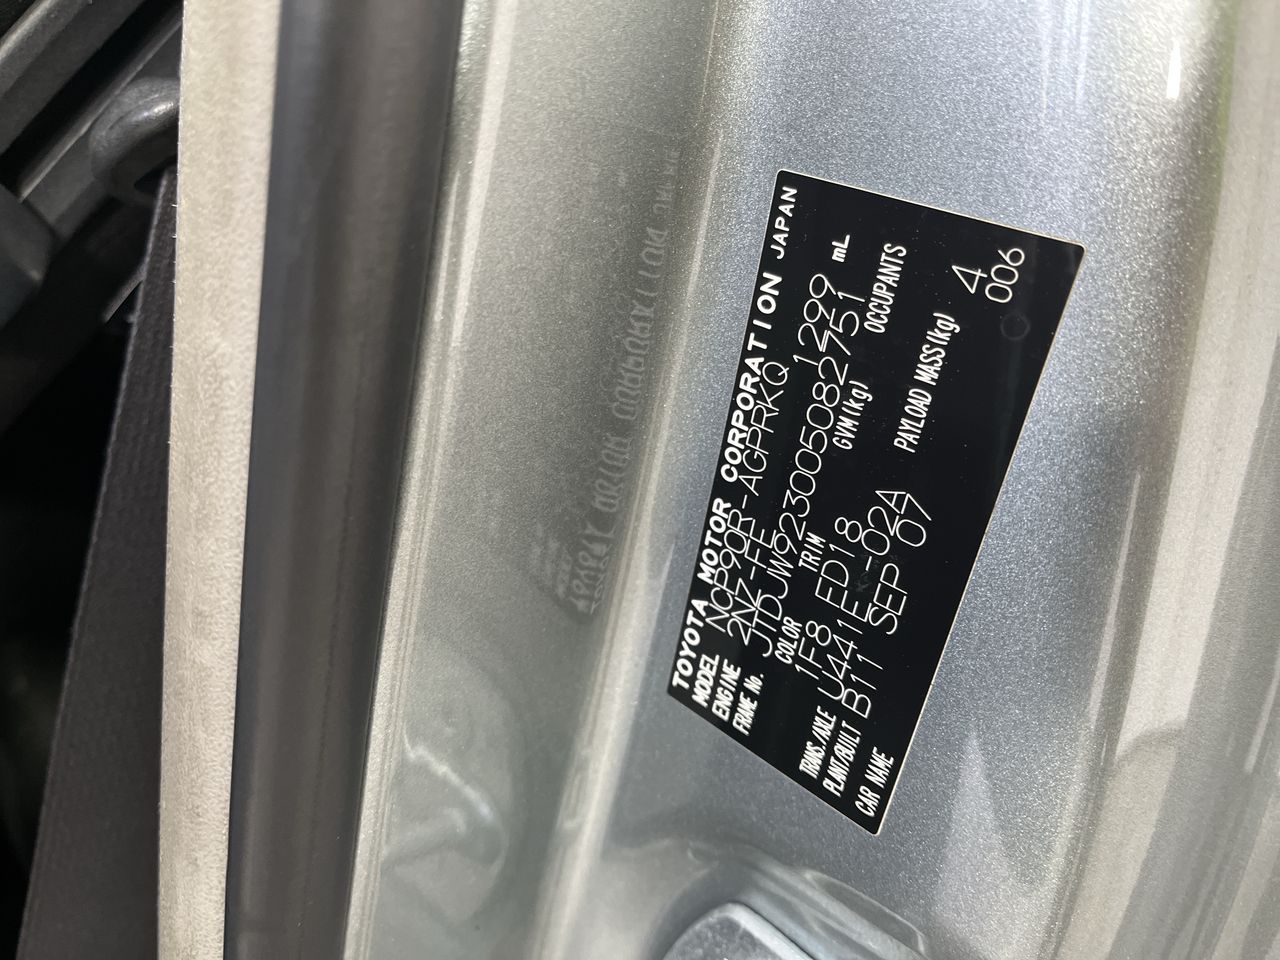 TOYOTA MOTOR CORPORATION JAPAN
MODEL NCP90R-AGPRKQ
ENGINE 2NZ-FE 1299 mL
FRAME No. JTDJW923005082751
COLOR TRIM GVM(kg) OCCUPANTS
1F8 ED18
TRANS./AXLE U441E -02A PAYLOAD MASS(kg) 4
PLANT/BUILT B11 SEP 07 006
CAR NAME